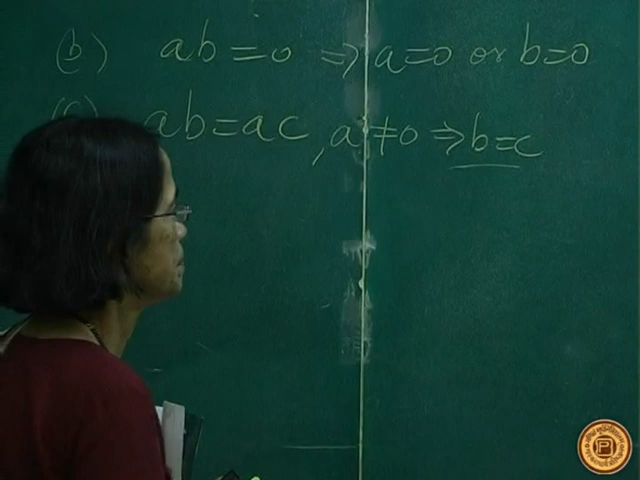 (b) ab = 0 ⇒ a=0 or b=0
(c) ab = ac, a ≠ 0 ⇒ b=c